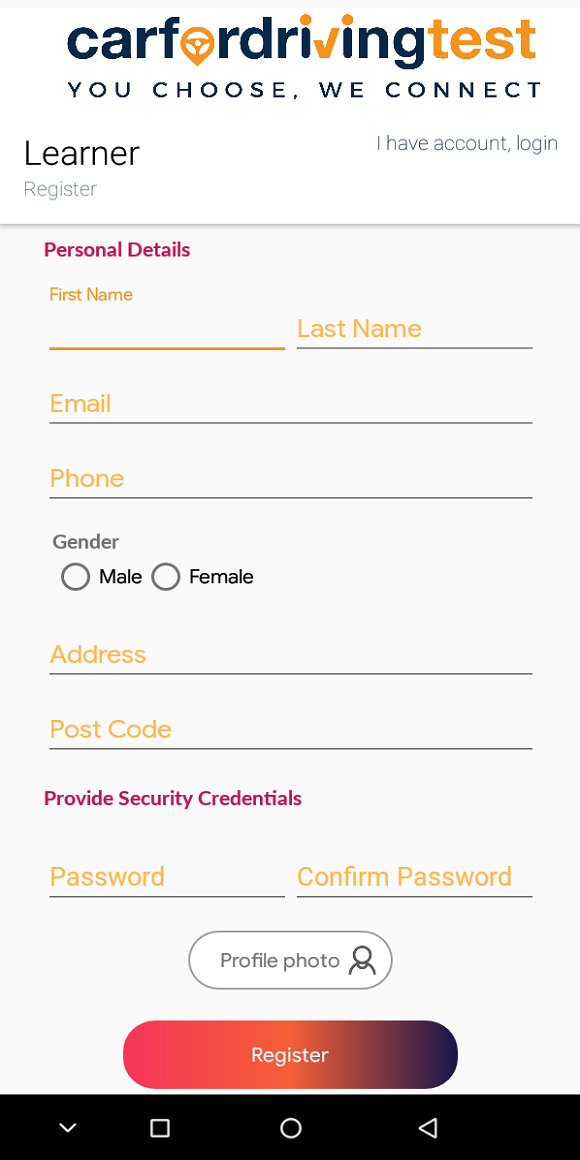 carfordrivingtest
YOU CHOOSE, WE CONNECT
Learner
I have account, login
Register
Personal Details
First Name
Last Name
Email
Phone
Gender
Male Female
Address
Post Code
Provide Security Credentials
Password
Confirm Password
Profile photo
Register